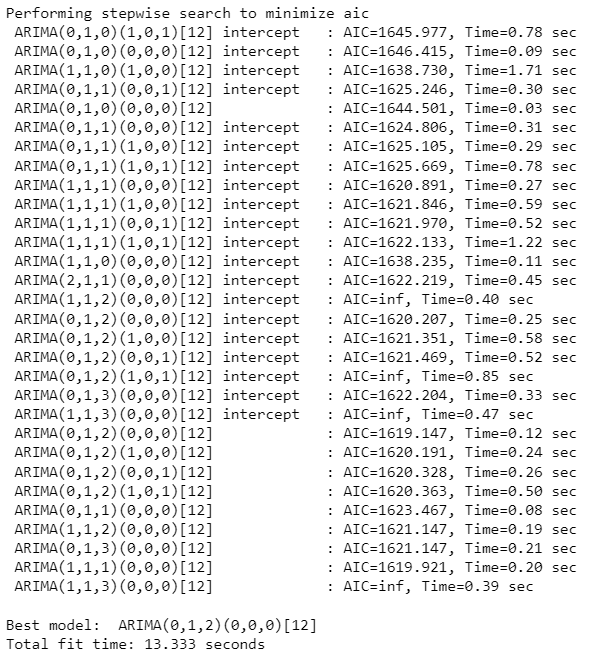 Performing stepwise search to minimize aic
ARIMA(0,1,0)(1,0,1)[12] intercept   : AIC=1645.977, Time=0.78 sec
ARIMA(0,1,0)(0,0,0)[12] intercept   : AIC=1646.415, Time=0.09 sec
ARIMA(1,1,0)(1,0,0)[12] intercept   : AIC=1638.730, Time=1.71 sec
ARIMA(0,1,1)(0,0,1)[12] intercept   : AIC=1625.246, Time=0.30 sec
ARIMA(0,1,0)(0,0,0)[12]             : AIC=1644.501, Time=0.03 sec
ARIMA(0,1,1)(0,0,0)[12] intercept   : AIC=1624.806, Time=0.31 sec
ARIMA(0,1,1)(1,0,0)[12] intercept   : AIC=1625.105, Time=0.29 sec
ARIMA(0,1,1)(1,0,1)[12] intercept   : AIC=1625.669, Time=0.78 sec
ARIMA(1,1,1)(0,0,0)[12] intercept   : AIC=1620.891, Time=0.27 sec
ARIMA(1,1,1)(1,0,0)[12] intercept   : AIC=1621.846, Time=0.59 sec
ARIMA(1,1,1)(0,0,1)[12] intercept   : AIC=1621.970, Time=0.52 sec
ARIMA(1,1,1)(1,0,1)[12] intercept   : AIC=1622.133, Time=1.22 sec
ARIMA(1,1,0)(0,0,0)[12] intercept   : AIC=1638.235, Time=0.11 sec
ARIMA(2,1,1)(0,0,0)[12] intercept   : AIC=1622.219, Time=0.45 sec
ARIMA(1,1,2)(0,0,0)[12] intercept   : AIC=inf, Time=0.40 sec
ARIMA(0,1,2)(0,0,0)[12] intercept   : AIC=1620.207, Time=0.25 sec
ARIMA(0,1,2)(1,0,0)[12] intercept   : AIC=1621.351, Time=0.58 sec
ARIMA(0,1,2)(0,0,1)[12] intercept   : AIC=1621.469, Time=0.52 sec
ARIMA(0,1,2)(1,0,1)[12] intercept   : AIC=inf, Time=0.85 sec
ARIMA(0,1,3)(0,0,0)[12] intercept   : AIC=1622.204, Time=0.33 sec
ARIMA(1,1,3)(0,0,0)[12] intercept   : AIC=inf, Time=0.47 sec
ARIMA(0,1,2)(0,0,0)[12]             : AIC=1619.147, Time=0.12 sec
ARIMA(0,1,2)(1,0,0)[12]             : AIC=1620.191, Time=0.24 sec
ARIMA(0,1,2)(0,0,1)[12]             : AIC=1620.328, Time=0.26 sec
ARIMA(0,1,2)(1,0,1)[12]             : AIC=1620.363, Time=0.50 sec
ARIMA(0,1,1)(0,0,0)[12]             : AIC=1623.467, Time=0.08 sec
ARIMA(1,1,2)(0,0,0)[12]             : AIC=1621.147, Time=0.19 sec
ARIMA(0,1,3)(0,0,0)[12]             : AIC=1621.147, Time=0.21 sec
ARIMA(1,1,1)(0,0,0)[12]             : AIC=1619.921, Time=0.20 sec
ARIMA(1,1,3)(0,0,0)[12]             : AIC=inf, Time=0.39 sec
Best model:  ARIMA(0,1,2)(0,0,0)[12]
Total fit time: 13.333 seconds